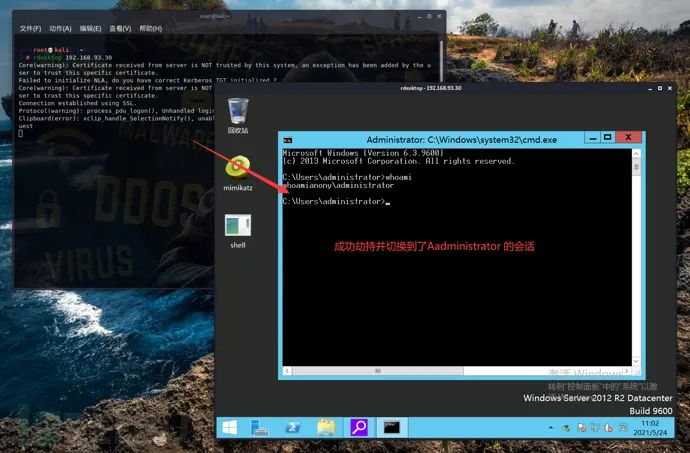 root@kali: ~
文件(F) 动作(A) 编辑(E) 查看(V) 帮助(H)
root@kali ~
# rdesktop 192.168.93.30
Core(warning): Certificate received from server is NOT trusted by this system, an exception has been added by the u
ser to trust this specific certificate.
Failed to initialize NLA, do you have correct Kerberos TGT initialized ?
Core(warning): Certificate received from server is NOT
ser to trust this specific certificate.
Connection established using SSL.
Protocol(warning): process_pdu_logon(), Unhandled login
Clipboard(error): xclip_handle_SelectionNotify(), unabl
uest
MALWARE
DDOS
VIRUS
rdesktop - 192.168.93.30
回收站
mimikatz
shell
Administrator: C:\Windows\system32\cmd.exe
Microsoft Windows [Version 6.3.9600]
(c) 2013 Microsoft Corporation. All rights reserved.
C:\Users\administrator>whoami
whoamianony\administrator
C:\Users\administrator>
成功劫持并切换到了Aadministrator 的会话
激活 Windows
转到"控制面板"中的"系统"以激
Windows Server 2012 R2 Datacenter
Build 9600
11:02
2021/5/24